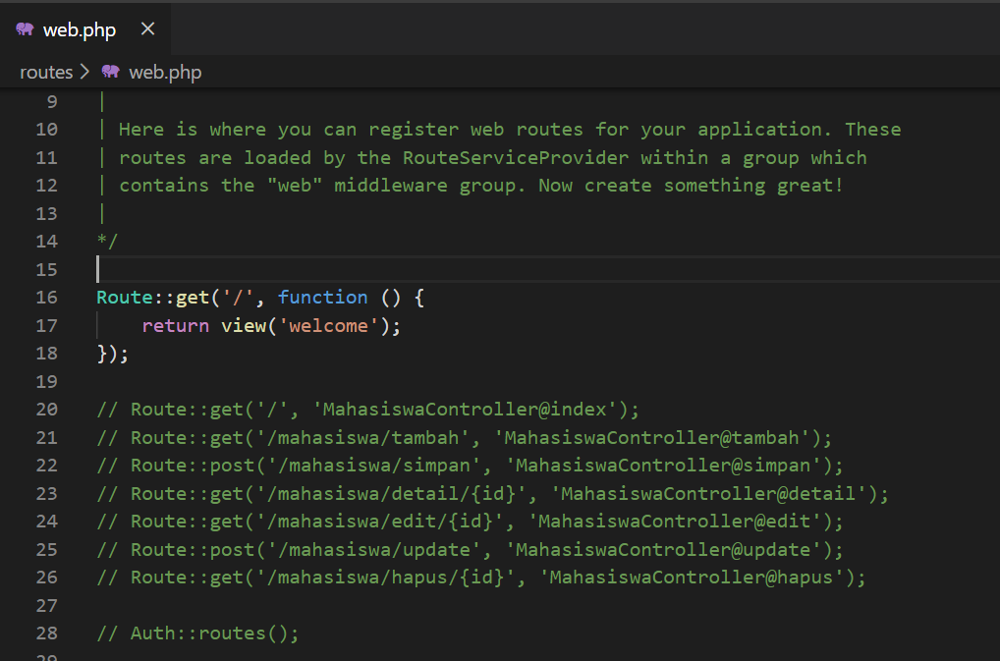 web.php
routes > web.php
9 |
10 | Here is where you can register web routes for your application. These
11 | routes are loaded by the RouteServiceProvider within a group which
12 | contains the "web" middleware group. Now create something great!
13 |
14 */
15
16 Route::get('/', function () {
17     return view('welcome');
18 });
19
20 // Route::get('/', 'MahasiswaController@index');
21 // Route::get('/mahasiswa/tambah', 'MahasiswaController@tambah');
22 // Route::post('/mahasiswa/simpan', 'MahasiswaController@simpan');
23 // Route::get('/mahasiswa/detail/{id}', 'MahasiswaController@detail');
24 // Route::get('/mahasiswa/edit/{id}', 'MahasiswaController@edit');
25 // Route::post('/mahasiswa/update', 'MahasiswaController@update');
26 // Route::get('/mahasiswa/hapus/{id}', 'MahasiswaController@hapus');
27
28 // Auth::routes();
29